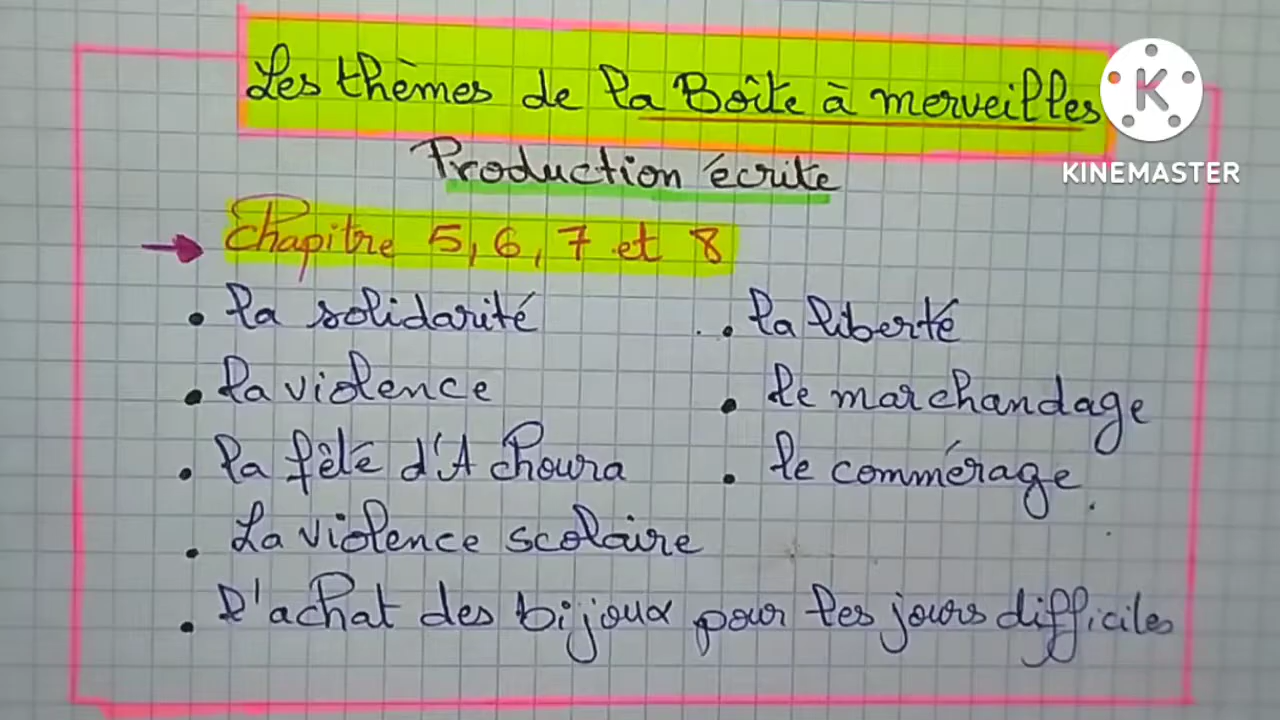 Les thèmes de la Boîte à merveilles
K
KINEMASTER
Production écrite
Chapitre 5, 6, 7 et 8
. la solidarité
. la liberté
. la violence
. le marchandage
. la fête d'Achoura
. le commérage.
. La violence scolaire
. l'achat des bijoux pour les jours difficiles